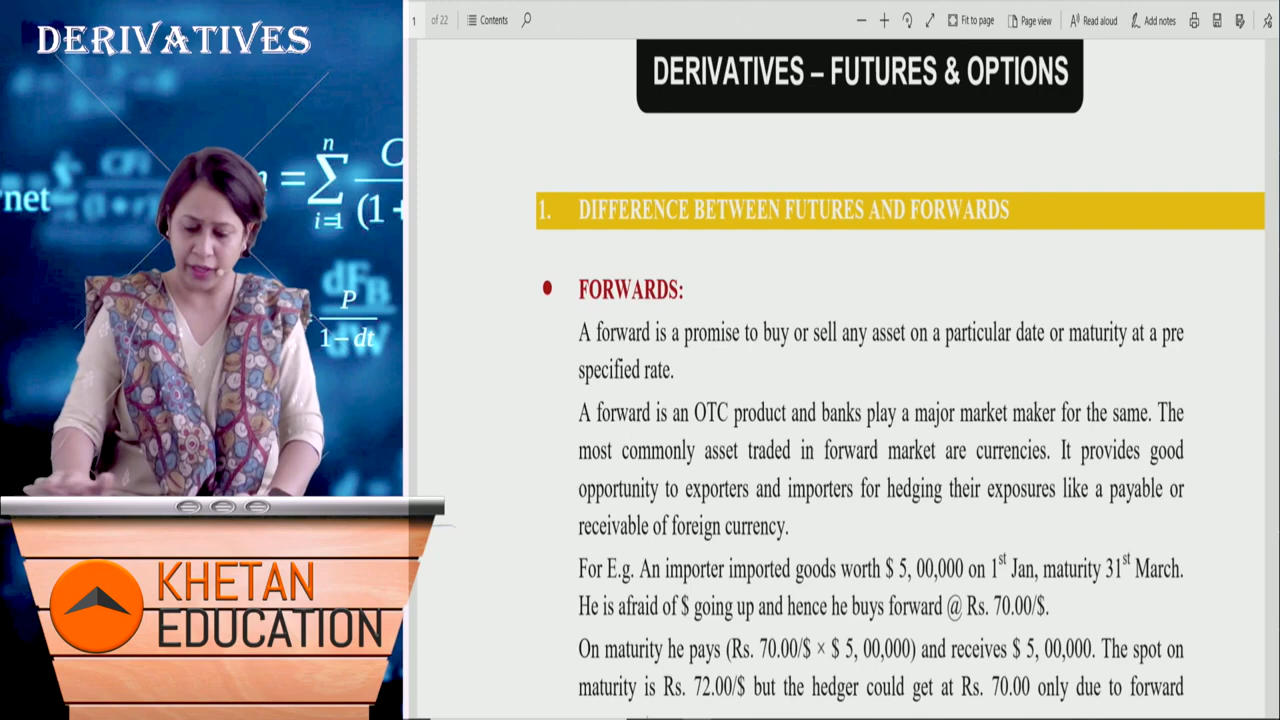 DERIVATIVES
1 of 22 Contents Fit to page Page view Read aloud Add notes
DERIVATIVES – FUTURES & OPTIONS
1. DIFFERENCE BETWEEN FUTURES AND FORWARDS
• FORWARDS:
A forward is a promise to buy or sell any asset on a particular date or maturity at a pre
specified rate.
A forward is an OTC product and banks play a major market maker for the same. The
most commonly asset traded in forward market are currencies. It provides good
opportunity to exporters and importers for hedging their exposures like a payable or
receivable of foreign currency.
For E.g. An importer imported goods worth $ 5, 00,000 on 1st Jan, maturity 31st March.
He is afraid of $ going up and hence he buys forward @ Rs. 70.00/$.
On maturity he pays (Rs. 70.00/$ × $ 5, 00,000) and receives $ 5, 00,000. The spot on
maturity is Rs. 72.00/$ but the hedger could get at Rs. 70.00 only due to forward
net
= n∑i=1 C (1+
dFB
dW
P
1-dt
KHETAN
EDUCATION